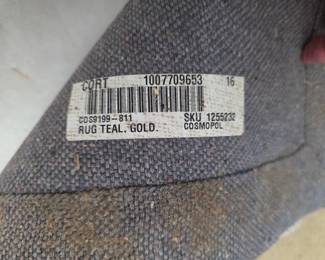 CORT 1007709653 16
COS9199-811 SKU 1255232
RUG TEAL. GOLD. COSMOPOL